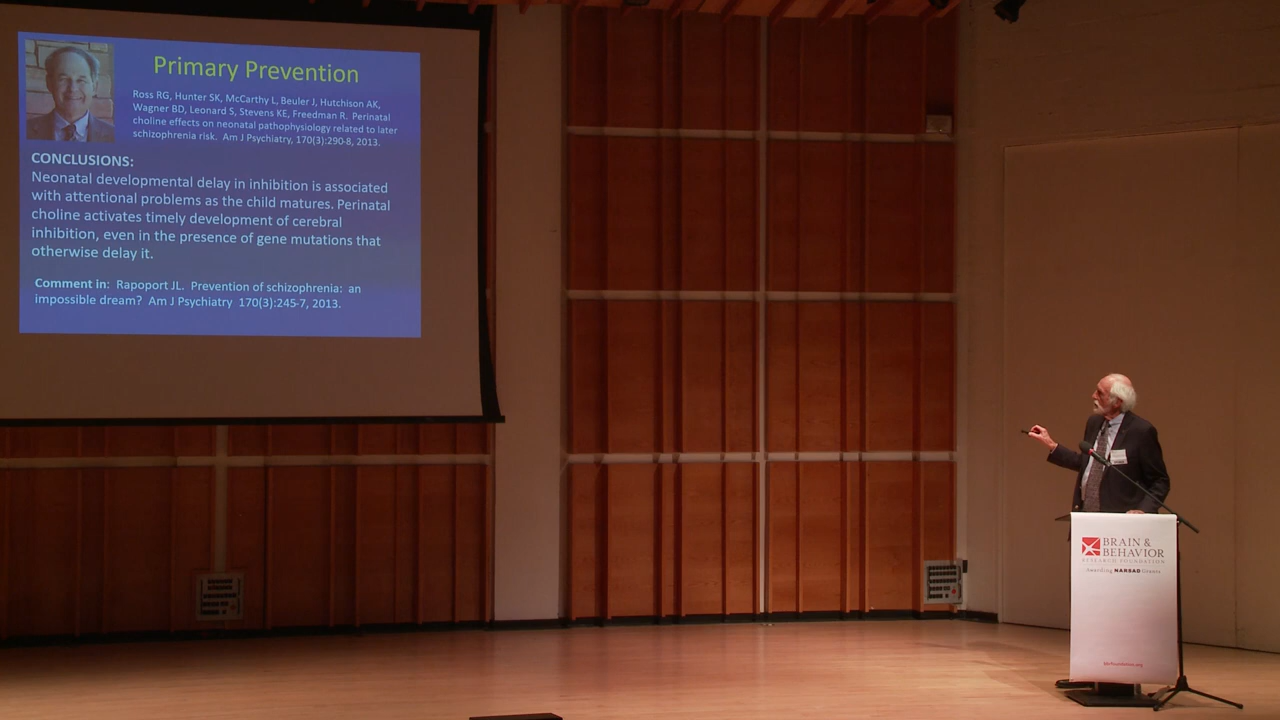 Primary Prevention
Ross RG, Hunter SK, McCarthy L, Beuler J, Hutchison AK,
Wagner BD, Leonard S, Stevens KE, Freedman R. Perinatal
choline effects on neonatal pathophysiology related to later
schizophrenia risk. Am J Psychiatry, 170(3):290-8, 2013.
CONCLUSIONS:
Neonatal developmental delay in inhibition is associated
with attentional problems as the child matures. Perinatal
choline activates timely development of cerebral
inhibition, even in the presence of gene mutations that
otherwise delay it.
Comment in: Rapoport JL. Prevention of schizophrenia: an
impossible dream? Am J Psychiatry 170(3):245-7, 2013.
BRAIN &
BEHAVIOR
RESEARCH FOUNDATION
Awarding NARSAD Grants
bbrfoundation.org